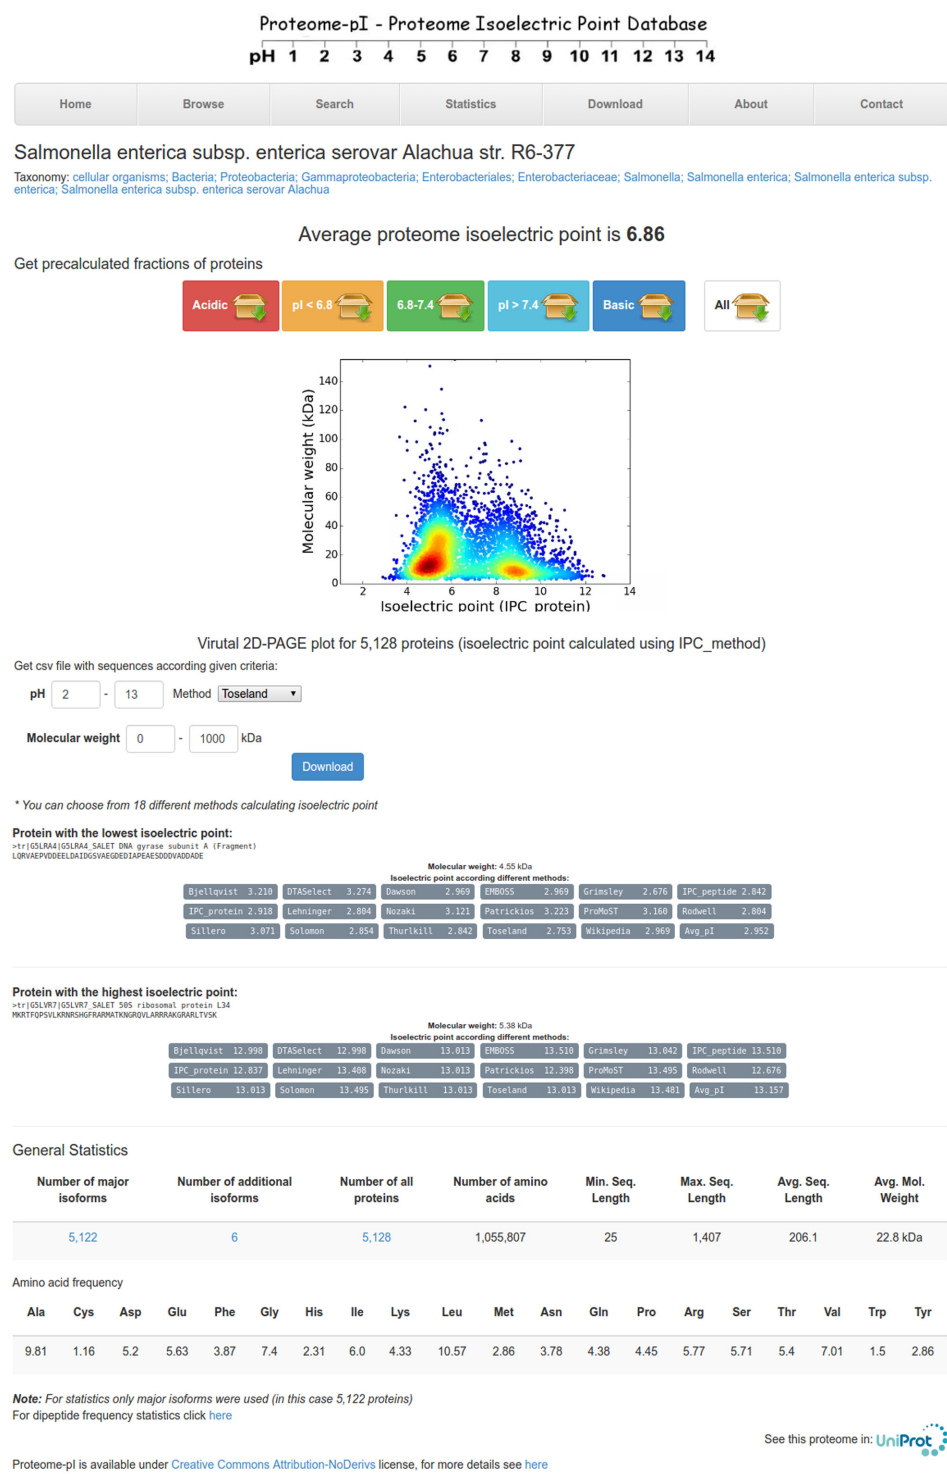 Proteome-pI - Proteome Isoelectric Point Database
pH 1 2 3 4 5 6 7 8 9 10 11 12 13 14
Home Browse Search Statistics Download About Contact
Salmonella enterica subsp. enterica serovar Alachua str. R6-377
Taxonomy: cellular organisms; Bacteria; Proteobacteria; Gammaproteobacteria; Enterobacteriales; Enterobacteriaceae; Salmonella; Salmonella enterica; Salmonella enterica subsp.
enterica; Salmonella enterica subsp. enterica serovar Alachua
Average proteome isoelectric point is 6.86
Get precalculated fractions of proteins
Acidic pI < 6.8 6.8-7.4 pI > 7.4 Basic All
Molecular weight (kDa)
140
120
100
80
60
40
20
0
2 4 6 8 10 12 14
Isoelectric point (IPC_protein)
Virutal 2D-PAGE plot for 5,128 proteins (isoelectric point calculated using IPC_method)
Get csv file with sequences according given criteria:
pH 2 - 13 Method Toseland
Molecular weight 0 - 1000 kDa
Download
* You can choose from 18 different methods calculating isoelectric point
Protein with the lowest isoelectric point:
>tr|G5LRA4|G5LRA4_SALET DNA gyrase subunit A (Fragment)
LQRVAEPVDDEELDAIDGSVAEGDEDIAPEAESDDDVADDADE
Molecular weight: 4.55 kDa
Isoelectric point according different methods:
Bjellqvist 3.210 DTASelect 3.274 Dawson 2.969 EMBOSS 2.969 Grimsley 2.676 IPC_peptide 2.842
IPC_protein 2.918 Lehninger 2.804 Nozaki 3.121 Patrickios 3.223 ProMoST 3.160 Rodwell 2.804
Sillero 3.071 Solomon 2.854 Thurlkill 2.842 Toseland 2.753 Wikipedia 2.969 Avg_pI 2.952
Protein with the highest isoelectric point:
>tr|G5LVR7|G5LVR7_SALET 50S ribosomal protein L34
MKRTFQPSVLKRNRSHGFRARMATKNGRQVLARRRAKGRARLTVSK
Molecular weight: 5.38 kDa
Isoelectric point according different methods:
Bjellqvist 12.998 DTASelect 12.998 Dawson 13.013 EMBOSS 13.510 Grimsley 13.042 IPC_peptide 13.510
IPC_protein 12.837 Lehninger 13.408 Nozaki 13.013 Patrickios 12.398 ProMoST 13.495 Rodwell 12.676
Sillero 13.013 Solomon 13.495 Thurlkill 13.013 Toseland 13.013 Wikipedia 13.481 Avg_pI 13.157
General Statistics
Number of major isoforms Number of additional isoforms Number of all proteins Number of amino acids Min. Seq. Length Max. Seq. Length Avg. Seq. Length Avg. Mol. Weight
5,122 6 5,128 1,055,807 25 1,407 206.1 22.8 kDa
Amino acid frequency
Ala Cys Asp Glu Phe Gly His Ile Lys Leu Met Asn Gln Pro Arg Ser Thr Val Trp Tyr
9.81 1.16 5.2 5.63 3.87 7.4 2.31 6.0 4.33 10.57 2.86 3.78 4.38 4.45 5.77 5.71 5.4 7.01 1.5 2.86
Note: For statistics only major isoforms were used (in this case 5,122 proteins)
For dipeptide frequency statistics click here
See this proteome in: UniProt
Proteome-pI is available under Creative Commons Attribution-NoDerivs license, for more details see here